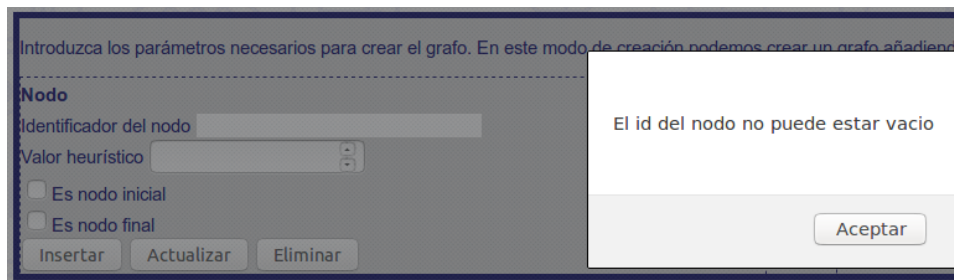 Introduzca los parámetros necesarios para crear el grafo. En este modo de creación podemos crear un grafo añadiend
Nodo
Identificador del nodo
Valor heurístico
Es nodo inicial
Es nodo final
Insertar Actualizar Eliminar
El id del nodo no puede estar vacio
Aceptar